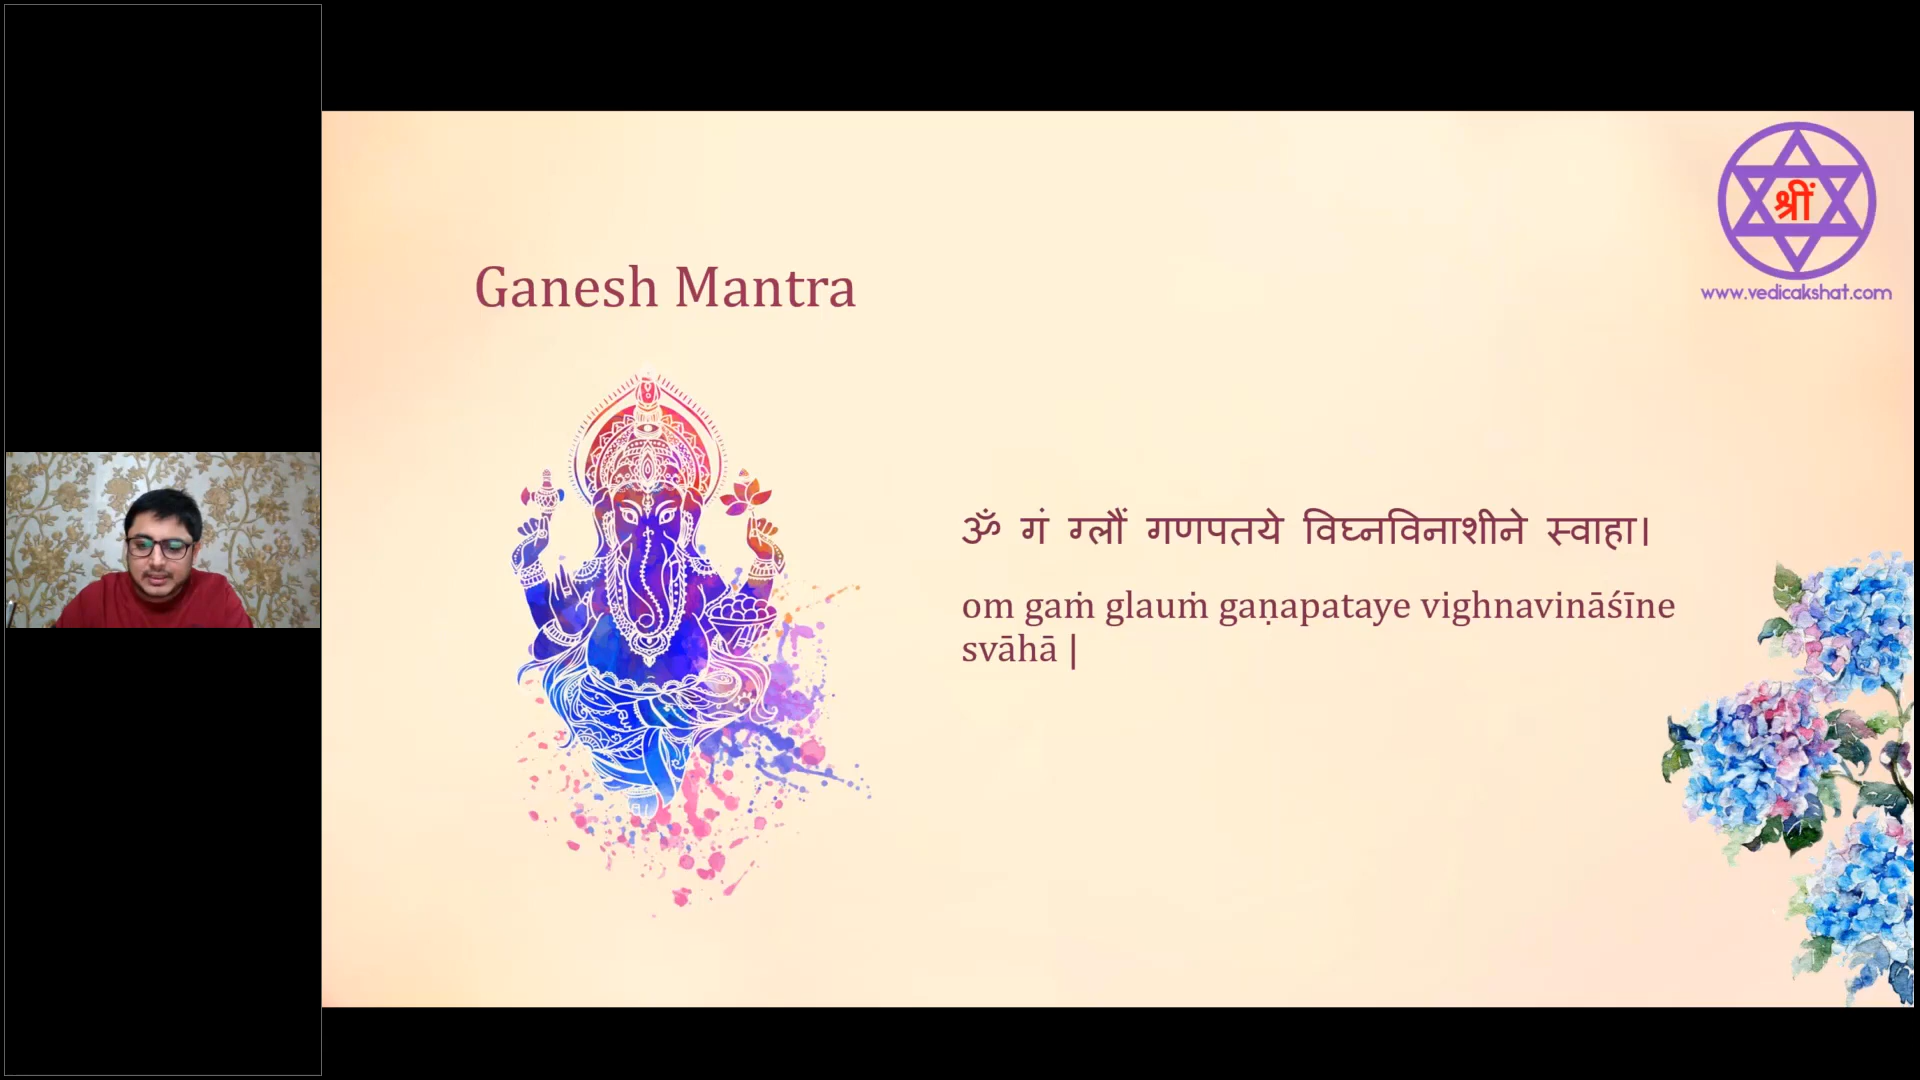 श्रीं
www.vedicakshat.com
Ganesh Mantra
ॐ गं ग्लौं गणपतये विघ्नविनाशीने स्वाहा।
om gaṁ glauṁ gaṇapataye vighnavināśīne
svāhā |